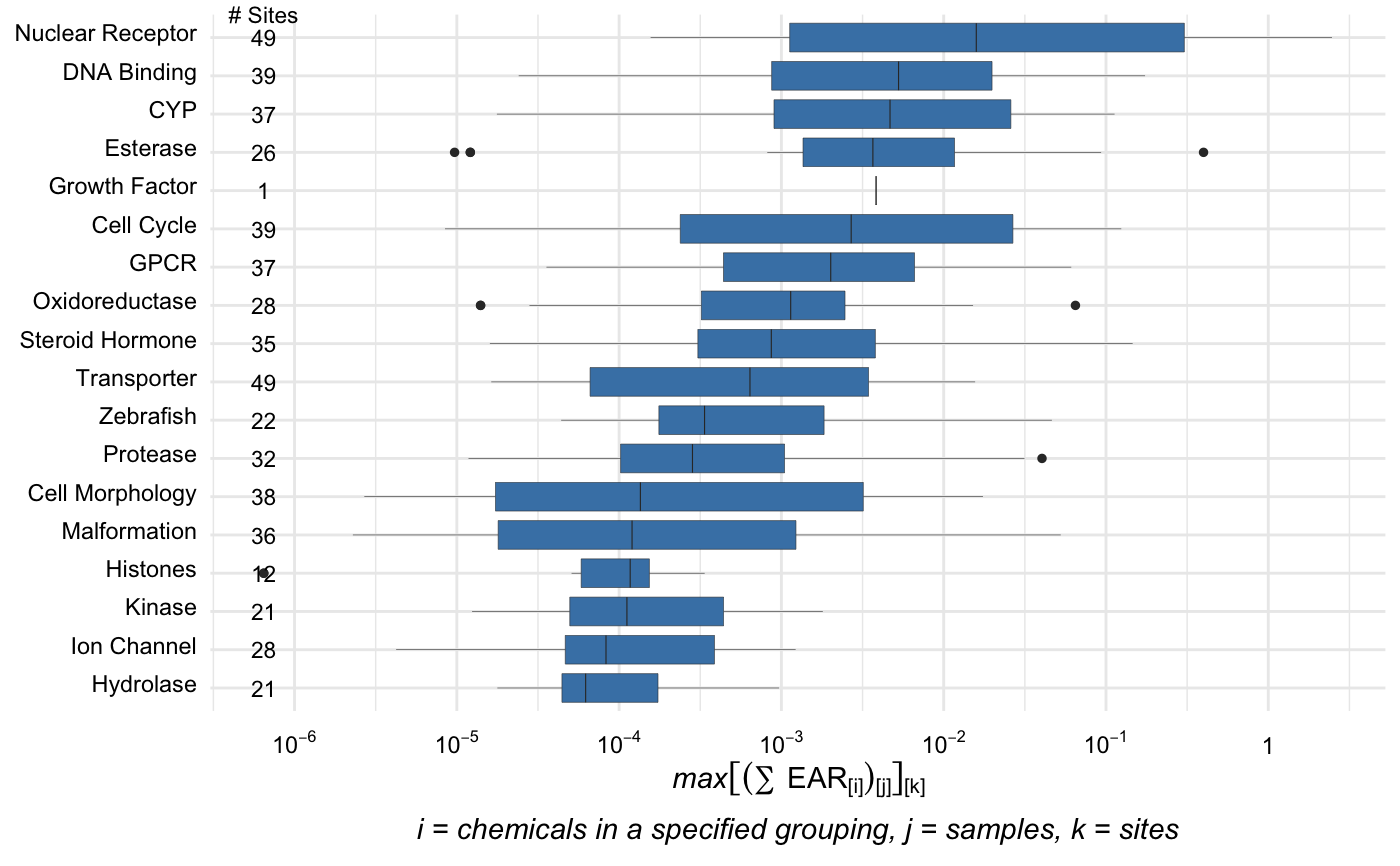 # Sites
Nuclear Receptor 49
DNA Binding 39
CYP 37
Esterase 26
Growth Factor 1
Cell Cycle 39
GPCR 37
Oxidoreductase 28
Steroid Hormone 35
Transporter 49
Zebrafish 22
Protease 32
Cell Morphology 38
Malformation 36
Histones 12
Kinase 21
Ion Channel 28
Hydrolase 21
10⁻⁶ 10⁻⁵ 10⁻⁴ 10⁻³ 10⁻² 10⁻¹ 1
max[(∑ EAR[i])[j]][k]
i = chemicals in a specified grouping, j = samples, k = sites